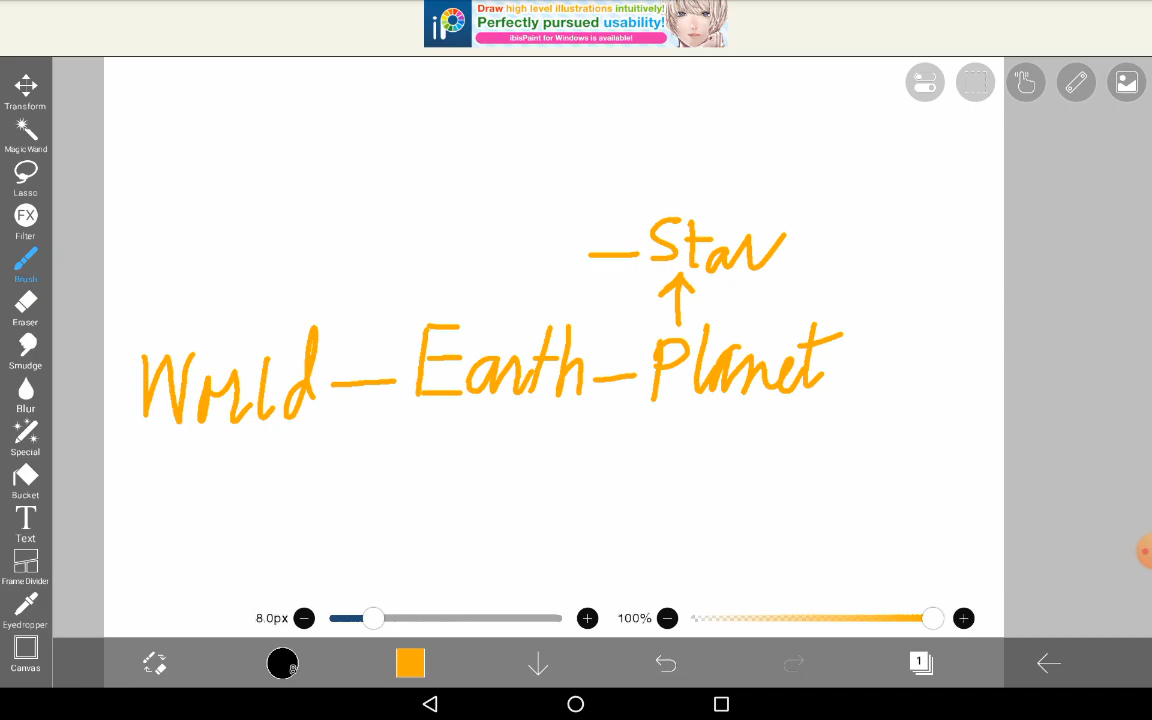 Draw high level illustrations intuitively!
Perfectly pursued usability!
ibisPaint for Windows is available!
Transform
Magic Wand
Lasso
FX
Filter
Brush
Eraser
Smudge
Blur
Special
Bucket
T
Text
Frame Divider
Eyedropper
Canvas
— Star
World — Earth — Planet
8.0px
100%
8
1